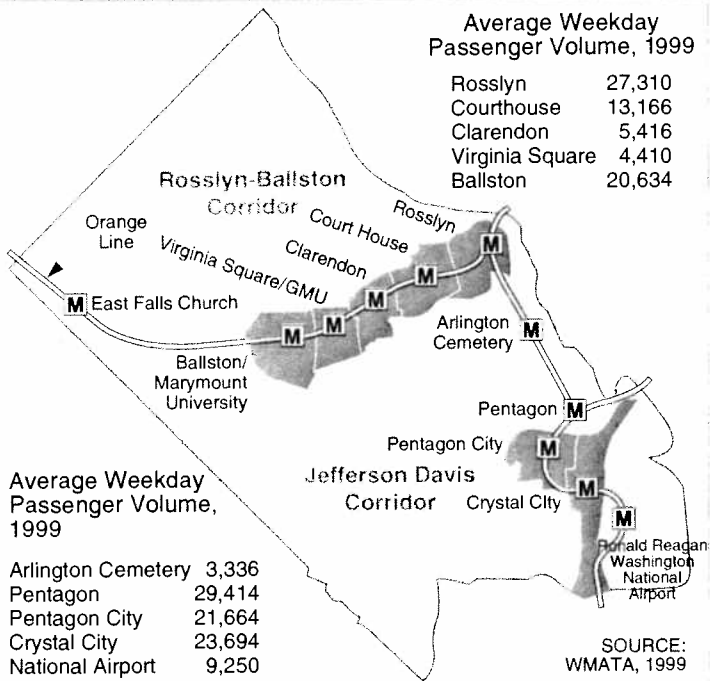 Average Weekday
Passenger Volume, 1999
Rosslyn 27,310
Courthouse 13,166
Clarendon 5,416
Virginia Square 4,410
Ballston 20,634
Rosslyn-Ballston
Corridor
Orange
Line
Rosslyn
Court House
Clarendon
Virginia Square/GMU
M
M
M
M
M
M East Falls Church
Ballston/
Marymount
University
Arlington
Cemetery
M
Pentagon M
Pentagon City
M
Jefferson Davis
Corridor
Crystal CIty
M
M
Ronald Reagan
Washington
National
Airport
Average Weekday
Passenger Volume,
1999
Arlington Cemetery 3,336
Pentagon 29,414
Pentagon City 21,664
Crystal City 23,694
National Airport 9,250
SOURCE:
WMATA, 1999